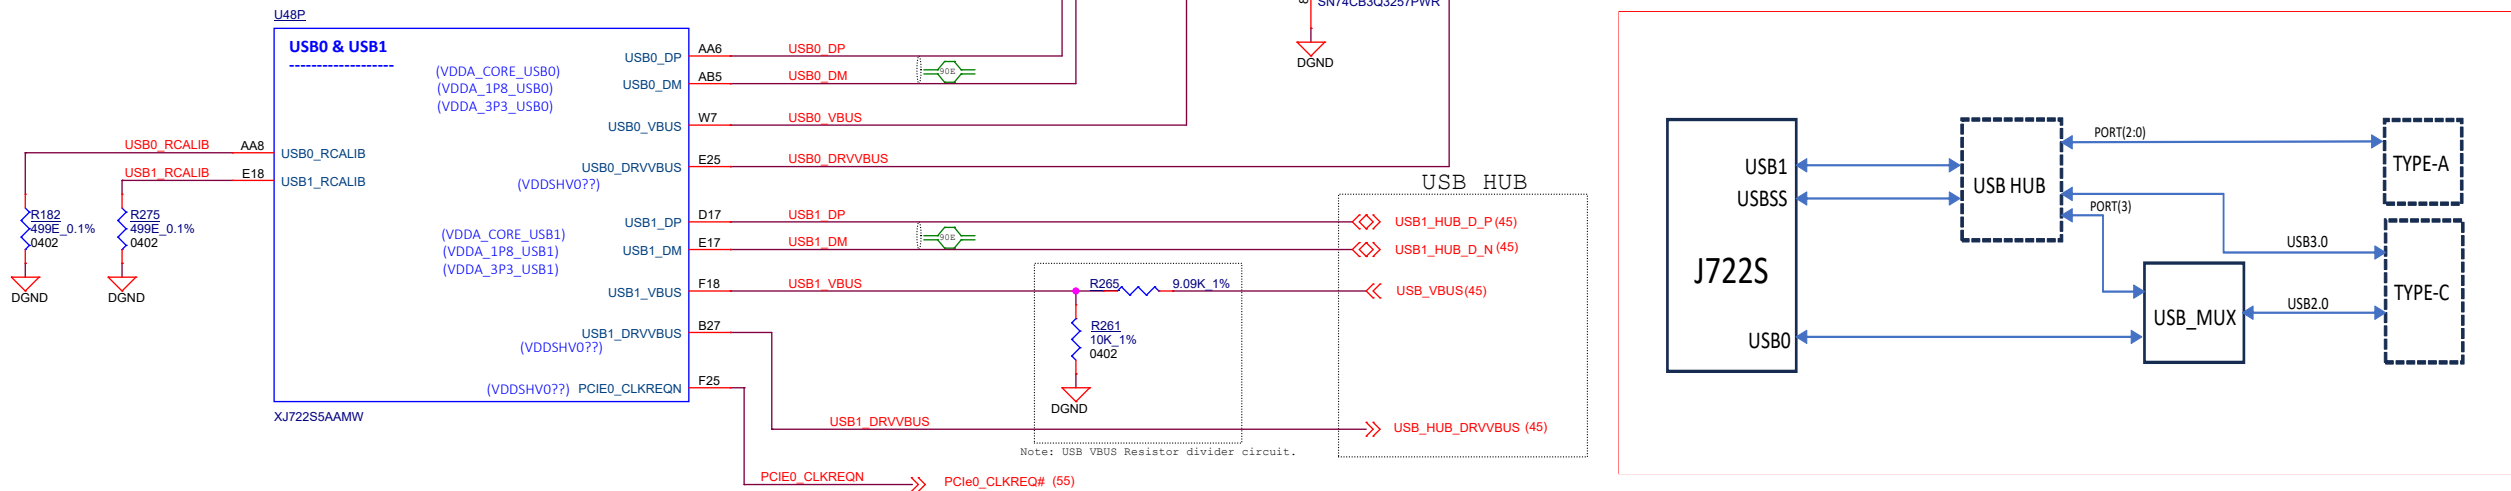 U48P
USB0 & USB1
(VDDA_CORE_USB0)
(VDDA_1P8_USB0)
(VDDA_3P3_USB0)
USB0_DP
AA6
USB0_DP
USB0_DM
AB5
USB0_DM
90E
USB0_VBUS
W7
USB0_VBUS
USB0_DRVVBUS
E25
USB0_DRVVBUS
(VDDSHV0??)
USB0_RCALIB
AA8
USB0_RCALIB
USB1_RCALIB
E18
USB1_RCALIB
R182
499E_0.1%
0402
DGND
R275
499E_0.1%
0402
DGND
USB1_DP
D17
USB1_DP
(VDDA_CORE_USB1)
(VDDA_1P8_USB1)
(VDDA_3P3_USB1)
USB1_DM
E17
USB1_DM
90E
USB1_VBUS
F18
USB1_VBUS
USB1_DRVVBUS
B27
(VDDSHV0??)
(VDDSHV0??)
PCIE0_CLKREQN
F25
XJ722S5AAMW
R265
9.09K_1%
R261
10K_1%
0402
DGND
USB1_DRVVBUS
Note: USB VBUS Resistor divider circuit.
PCIE0_CLKREQN
PCIe0_CLKREQ# (55)
SN74CB3Q3257PWR
DGND
USB HUB
USB1_HUB_D_P (45)
USB1_HUB_D_N (45)
USB_VBUS(45)
USB_HUB_DRVVBUS (45)
J722S
USB1
USBSS
USB0
USB HUB
PORT(2:0)
PORT(3)
TYPE-A
USB3.0
TYPE-C
USB_MUX
USB2.0